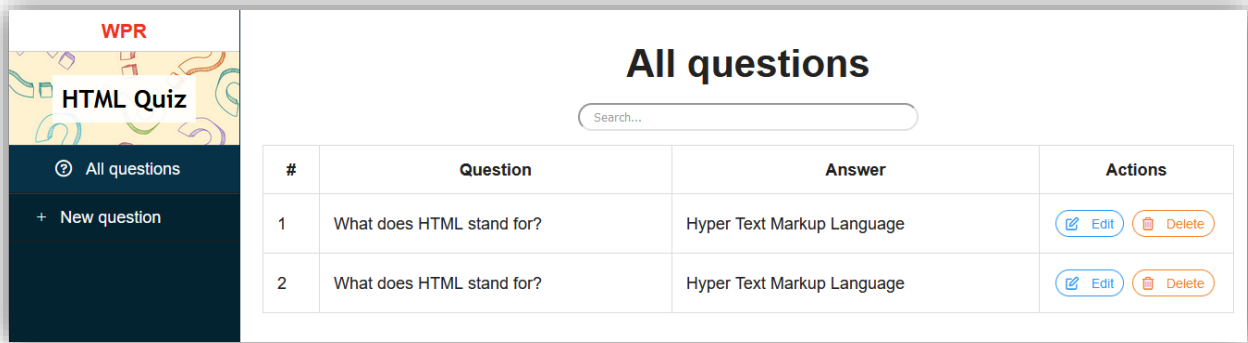 WPR
HTML Quiz
All questions
+ New question
All questions
Search...
# Question Answer Actions
1 What does HTML stand for? Hyper Text Markup Language Edit Delete
2 What does HTML stand for? Hyper Text Markup Language Edit Delete